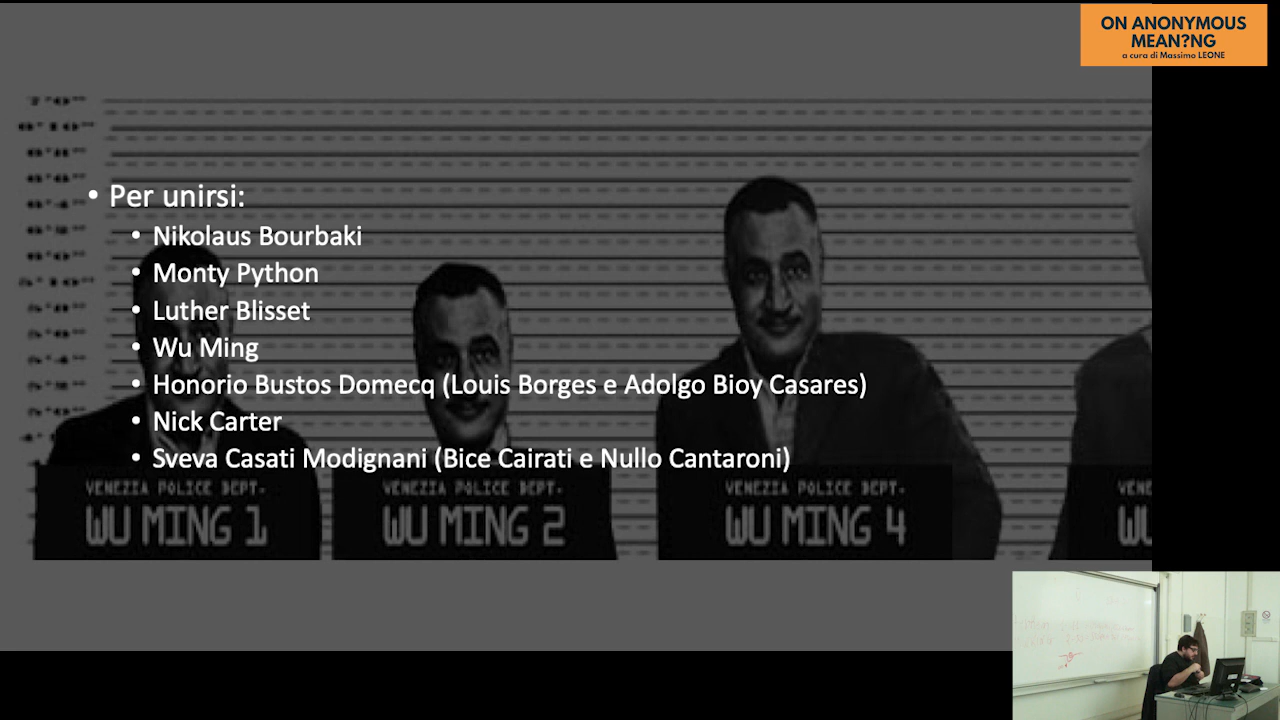 ON ANONYMOUS
MEAN?NG
a cura di Massimo LEONE
• Per unirsi:
• Nikolaus Bourbaki
• Monty Python
• Luther Blisset
• Wu Ming
• Honorio Bustos Domecq (Louis Borges e Adolgo Bioy Casares)
• Nick Carter
• Sveva Casati Modignani (Bice Cairati e Nullo Cantaroni)
VENEZIA POLICE DEPT.
WU MING 1
VENEZIA POLICE DEPT.
WU MING 2
VENEZIA POLICE DEPT.
WU MING 4
VENE
WU